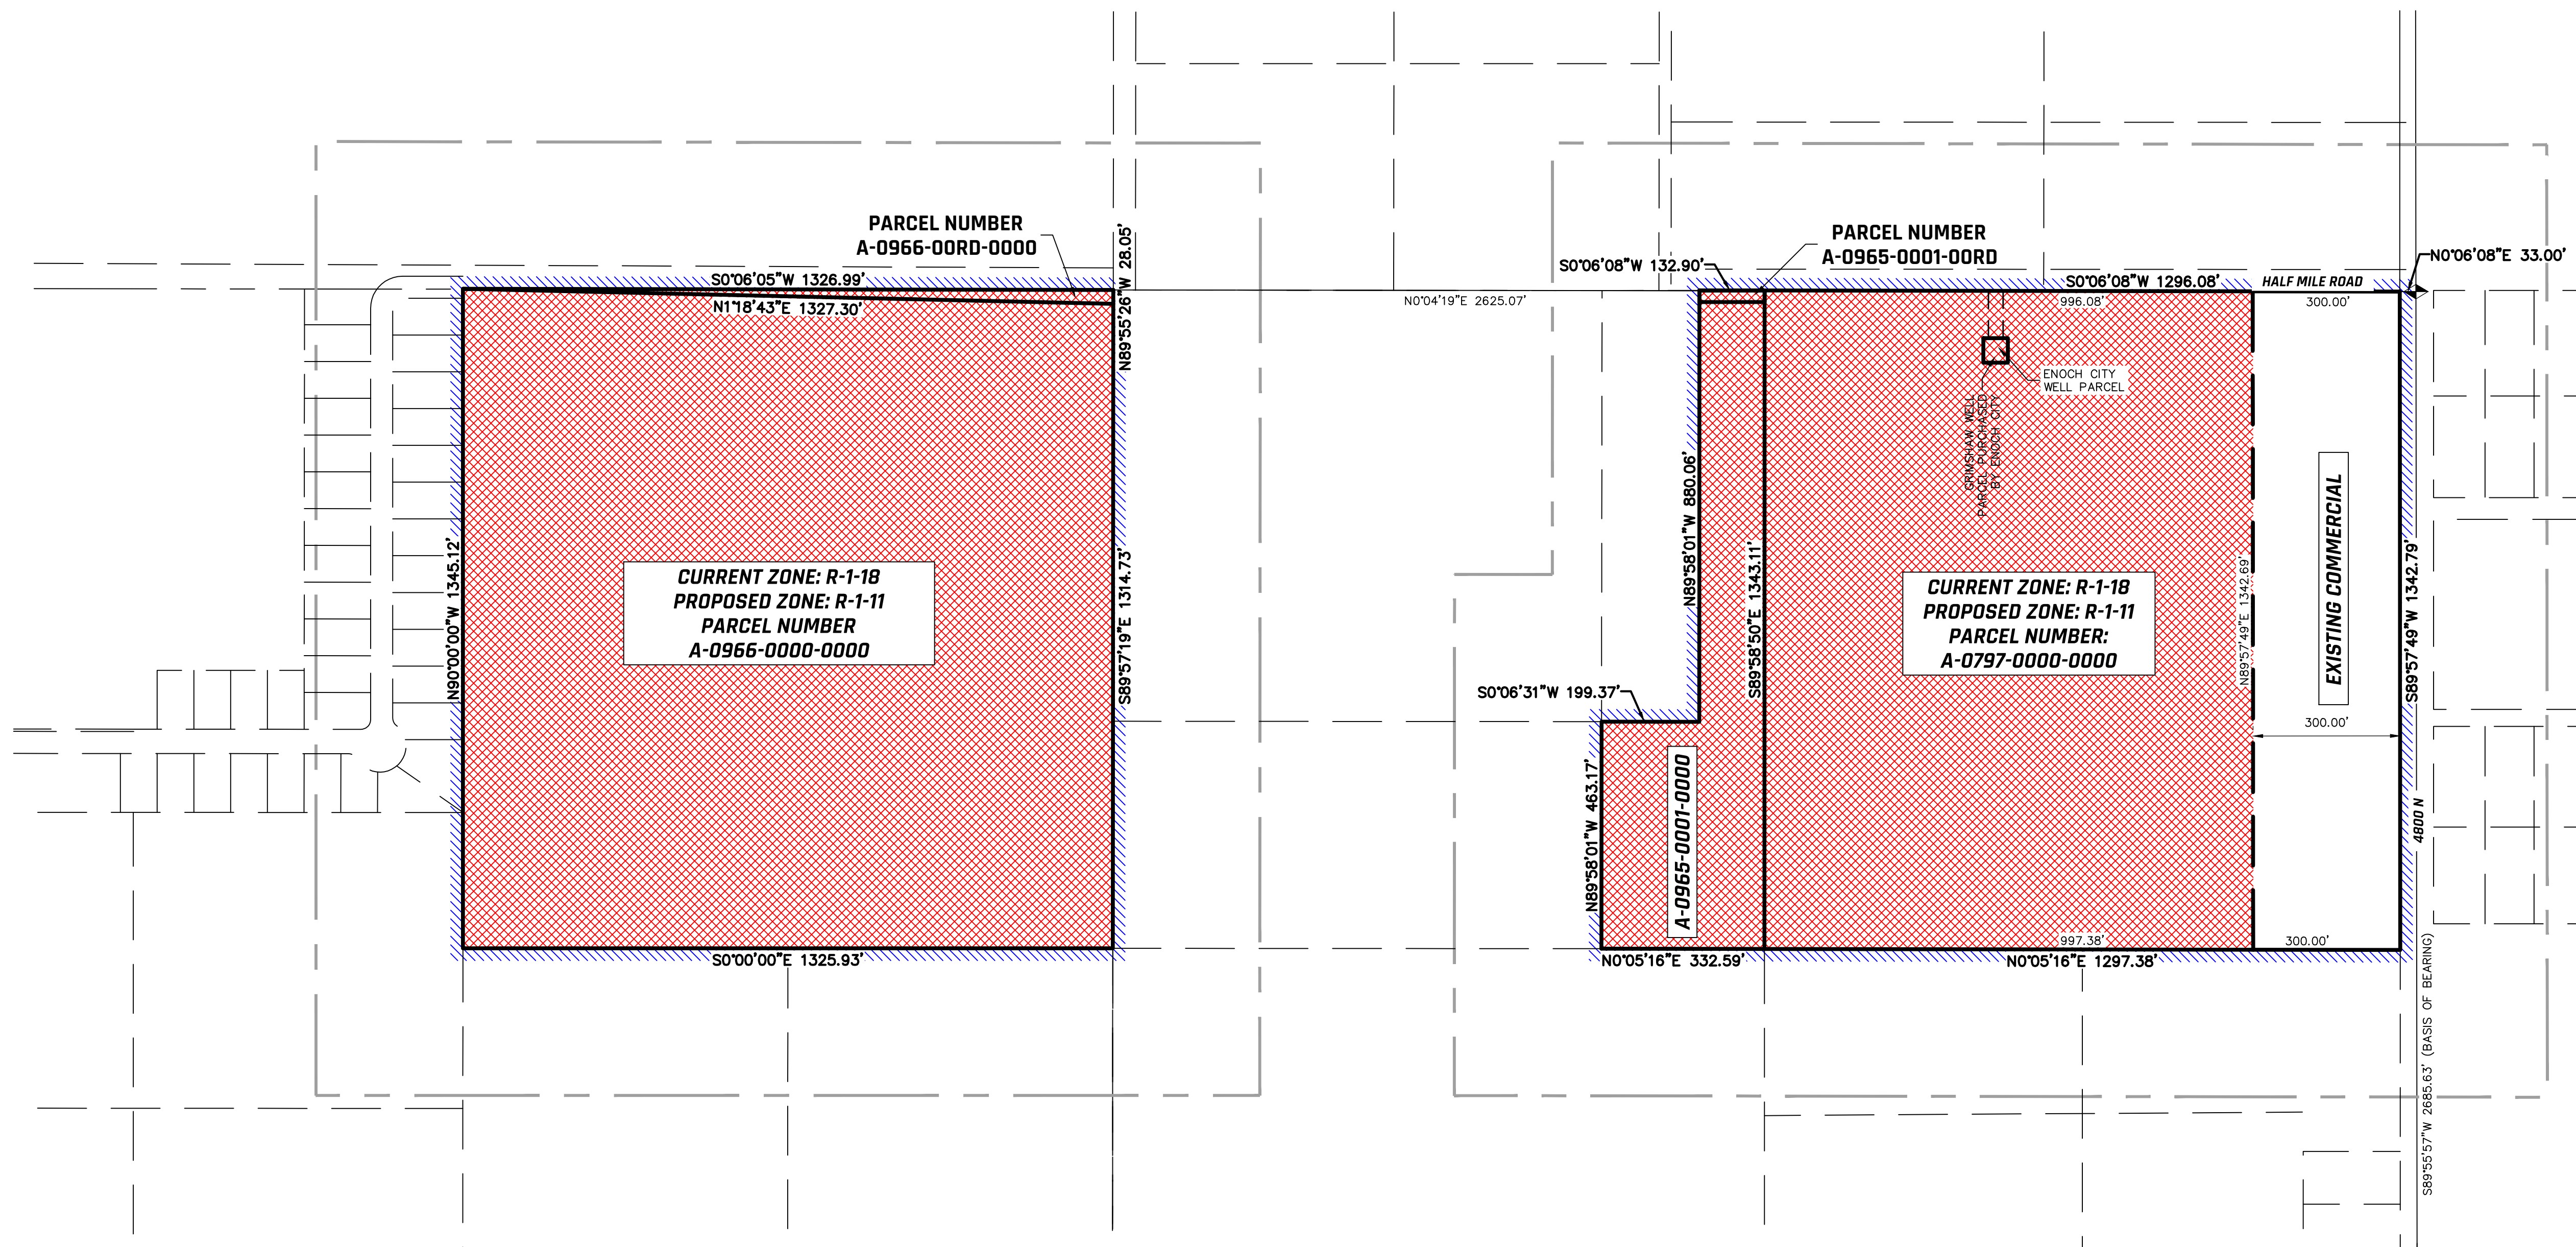 PARCEL NUMBER
A-0966-00RD-0000
N89°55'26"W 28.05'
S0°06'05"W 1326.99'
N1°18'43"E 1327.30'
N90°00'00"W 1345.12'
CURRENT ZONE: R-1-18
PROPOSED ZONE: R-1-11
PARCEL NUMBER
A-0966-0000-0000
S89°57'19"E 1314.73'
S0°00'00"E 1325.93'
N0°04'19"E 2625.07'
PARCEL NUMBER
A-0965-0001-00RD
S0°06'08"W 132.90'
S0°06'08"W 1296.08'
HALF MILE ROAD
N0°06'08"E 33.00'
996.08'
300.00'
ENOCH CITY
WELL PARCEL
GRIMSHAW WELL
PARCEL PURCHASED
BY ENOCH CITY
N89°58'01"W 880.06'
S89°58'50"E 1343.11'
CURRENT ZONE: R-1-18
PROPOSED ZONE: R-1-11
PARCEL NUMBER:
A-0797-0000-0000
N89°57'49"E 1342.69'
EXISTING COMMERCIAL
S89°57'49"W 1342.79'
S0°06'31"W 199.37'
300.00'
N89°58'01"W 463.17'
A-0965-0001-0000
4800 N
997.38'
300.00'
N0°05'16"E 332.59'
N0°05'16"E 1297.38'
S89°55'57"W 2685.63' (BASIS OF BEARING)